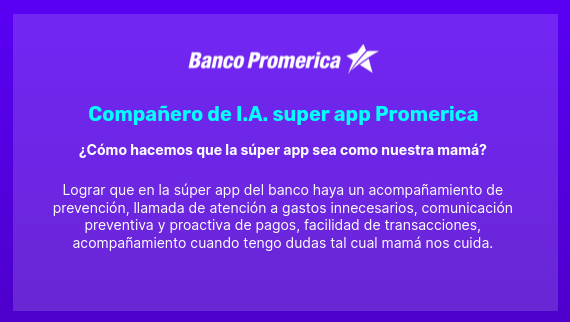 Banco Promerica
Compañero de I.A. super app Promerica
¿Cómo hacemos que la súper app sea como nuestra mamá?
Lograr que en la súper app del banco haya un acompañamiento de
prevención, llamada de atención a gastos innecesarios, comunicación
preventiva y proactiva de pagos, facilidad de transacciones,
acompañamiento cuando tengo dudas tal cual mamá nos cuida.